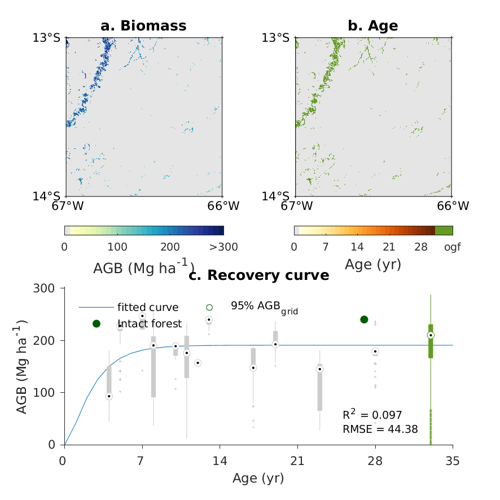 a. Biomass
b. Age
13°S
14°S
67°W
66°W
13°S
14°S
67°W
66°W
0 100 200 >300
AGB (Mg ha⁻¹)
0 7 14 21 28 ogf
Age (yr)
c. Recovery curve
300
200
100
0
AGB (Mg ha⁻¹)
fitted curve
95% AGB_grid
Intact forest
R² = 0.097
RMSE = 44.38
0 7 14 21 28 35
Age (yr)